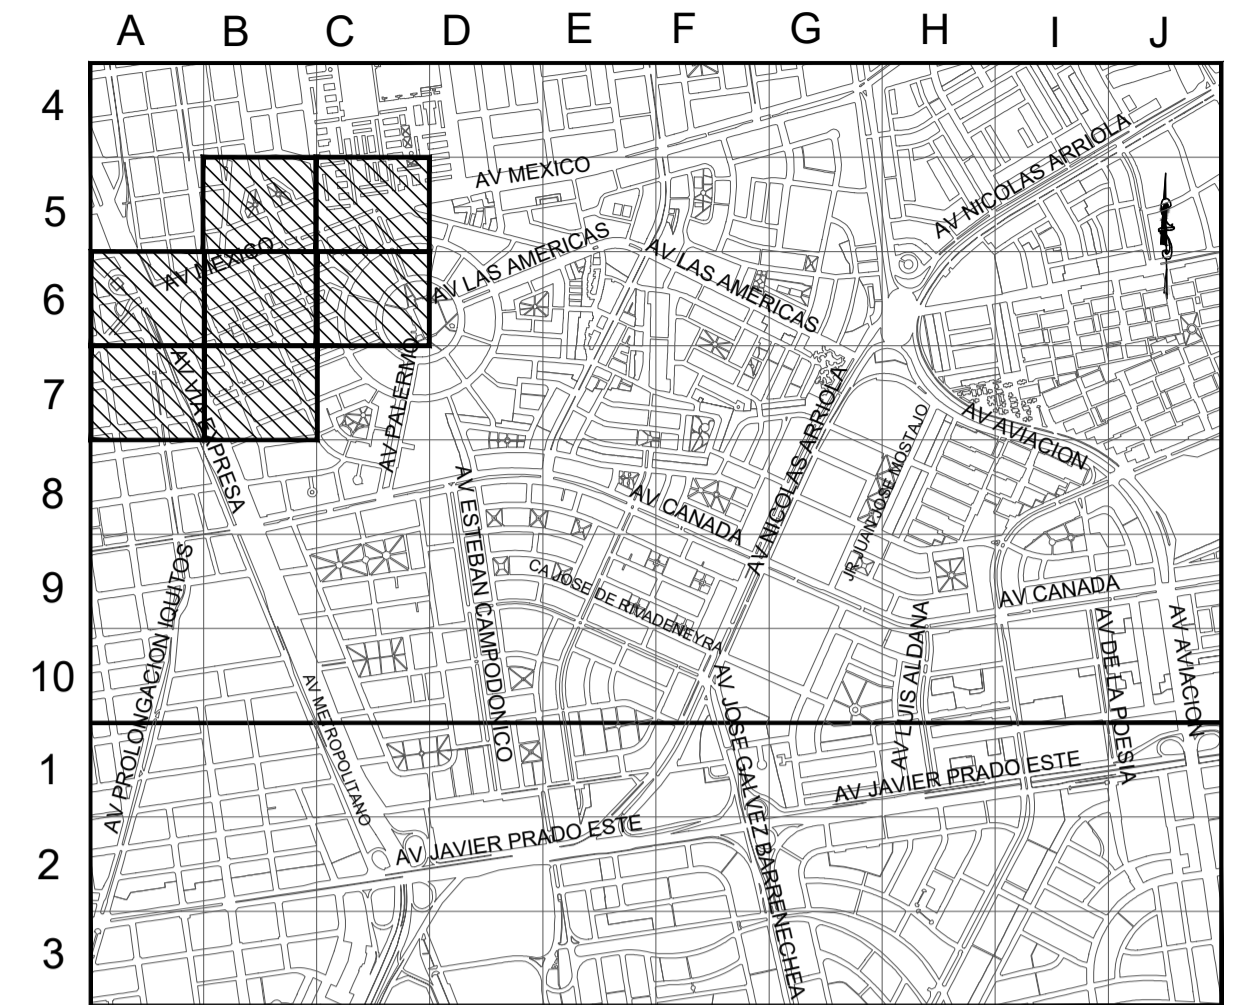 A B C D E F G H I J
4
5
6
7
8
9
10
1
2
3
AV MEXICO
AV NICOLAS ARRIOLA
AV MEXICO
AV LAS AMERICAS
AV LAS AMERICAS
AV PALERMO
AV NICOLAS ARRIOLA
JR JUAN JOSE MOSTAJO
AV AVIACION
AV CANADA
AV ESTEBAN CAMPODONICO
CA JOSE DE RIVADENEYRA
AV CANADA
AV PROLONGACION IQUITOS
AV METROPOLITANO
AV LUIS ALDANA
AV DE LA POESIA
AV AVIACION
AV JOSE GALVEZ BARRENECHEA
AV JAVIER PRADO ESTE
AV JAVIER PRADO ESTE